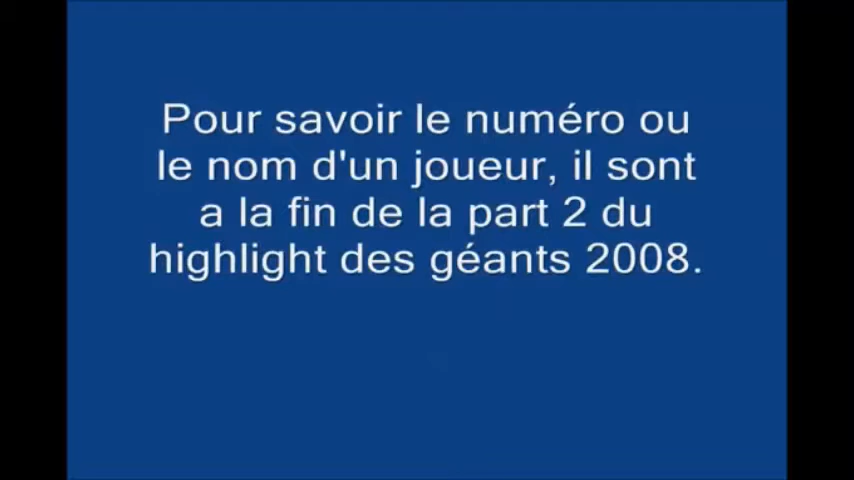 Pour savoir le numéro ou
le nom d'un joueur, il sont
a la fin de la part 2 du
highlight des géants 2008.